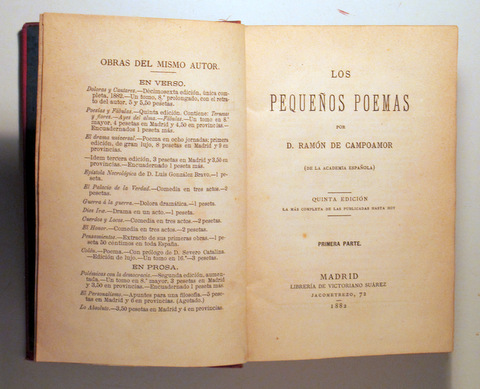 OBRAS DEL MISMO AUTOR.
EN VERSO.
Doloras y Cantares.—Décimosexta edición, única com-
pleta, 1882.—Un tomo, 8.º prolongado, con el retra-
to del autor, 5 y 5,50 pesetas.
Poesías y Fábulas.—Quinta edición. Contiene: Ternezas
y flores.—Ayes del alma.—Fábulas.—Un tomo en 8.º
mayor, 4 pesetas en Madrid y 4,50 en provincias.—
Encuadernado 1 peseta más.
El drama universal.—Poema en ocho jornadas: primera
edición, de gran lujo, 8 pesetas en Madrid y 9 en
provincias.
—Idem tercera edición, 3 pesetas en Madrid y 3,50 en
provincias.—Encuadernado 1 peseta más.
Epístola Necrológica de D. Luis González Bravo.—1 pe-
seta.
El Palacio de la Verdad.—Comedia en tres actos.—2
pesetas.
Guerra á la guerra.—Dolora dramática.—1 peseta.
Dies Iræ.—Drama en un acto.—1 peseta.
Cuerdos y Locos.—Comedia en tres actos.—2 pesetas.
El Honor.—Comedia en tres actos.—2 pesetas.
Pensamientos.—Extracto de sus primeras obras.—1 pe-
seta 50 céntimos en toda España.
Colón.—Poema.—Con prólogo de D. Severo Catalina.
—Edición de lujo.—Un tomo en 16.º—3 pesetas.
EN PROSA.
Polémicas con la democracia.—Segunda edición, aumen-
tada.—Un tomo en 8.º mayor, 3 pesetas en Madrid
y 3,50 en provincias.—Encuadernado 1 peseta más.
El Personalismo.—Apuntes para una filosofía.—5 pese-
tas en Madrid y 6 en provincias. (Agotado.)
Lo Absoluto.—3,50 pesetas en Madrid y 4 en provincias.
LOS
PEQUEÑOS POEMAS
POR
D. RAMÓN DE CAMPOAMOR
(DE LA ACADEMIA ESPAÑOLA)
QUINTA EDICIÓN
LA MÁS COMPLETA DE LAS PUBLICADAS HASTA HOY
PRIMERA PARTE.
MADRID
LIBRERÍA DE VICTORIANO SUÁREZ
JACOMETREZO, 72
1882